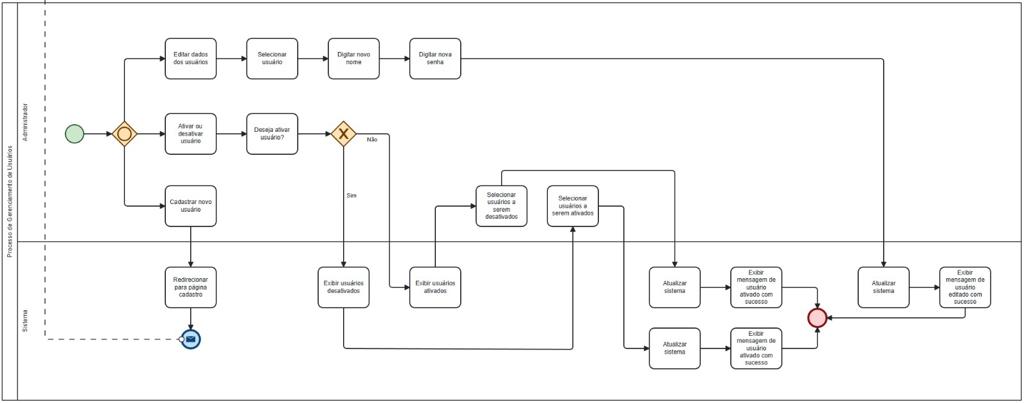 Processo de Gerenciamento de Usuários
Administrador
Editar dados
dos usuários
Selecionar
usuário
Digitar novo
nome
Digitar nova
senha
Ativar ou
desativar
usuário
Deseja ativar
usuário?
Não
Sim
Cadastrar novo
usuário
Selecionar
usuários a
serem
desativados
Selecionar
usuários a
serem ativados
Sistema
Redirecionar
para página
cadastro
Exibir usuários
desativados
Exibir usuários
ativados
Atualizar
sistema
Exibir
mensagem de
usuário
ativado com
sucesso
Atualizar
sistema
Exibir
mensagem de
usuário
editado com
sucesso
Atualizar
sistema
Exibir
mensagem de
usuário
ativado com
sucesso